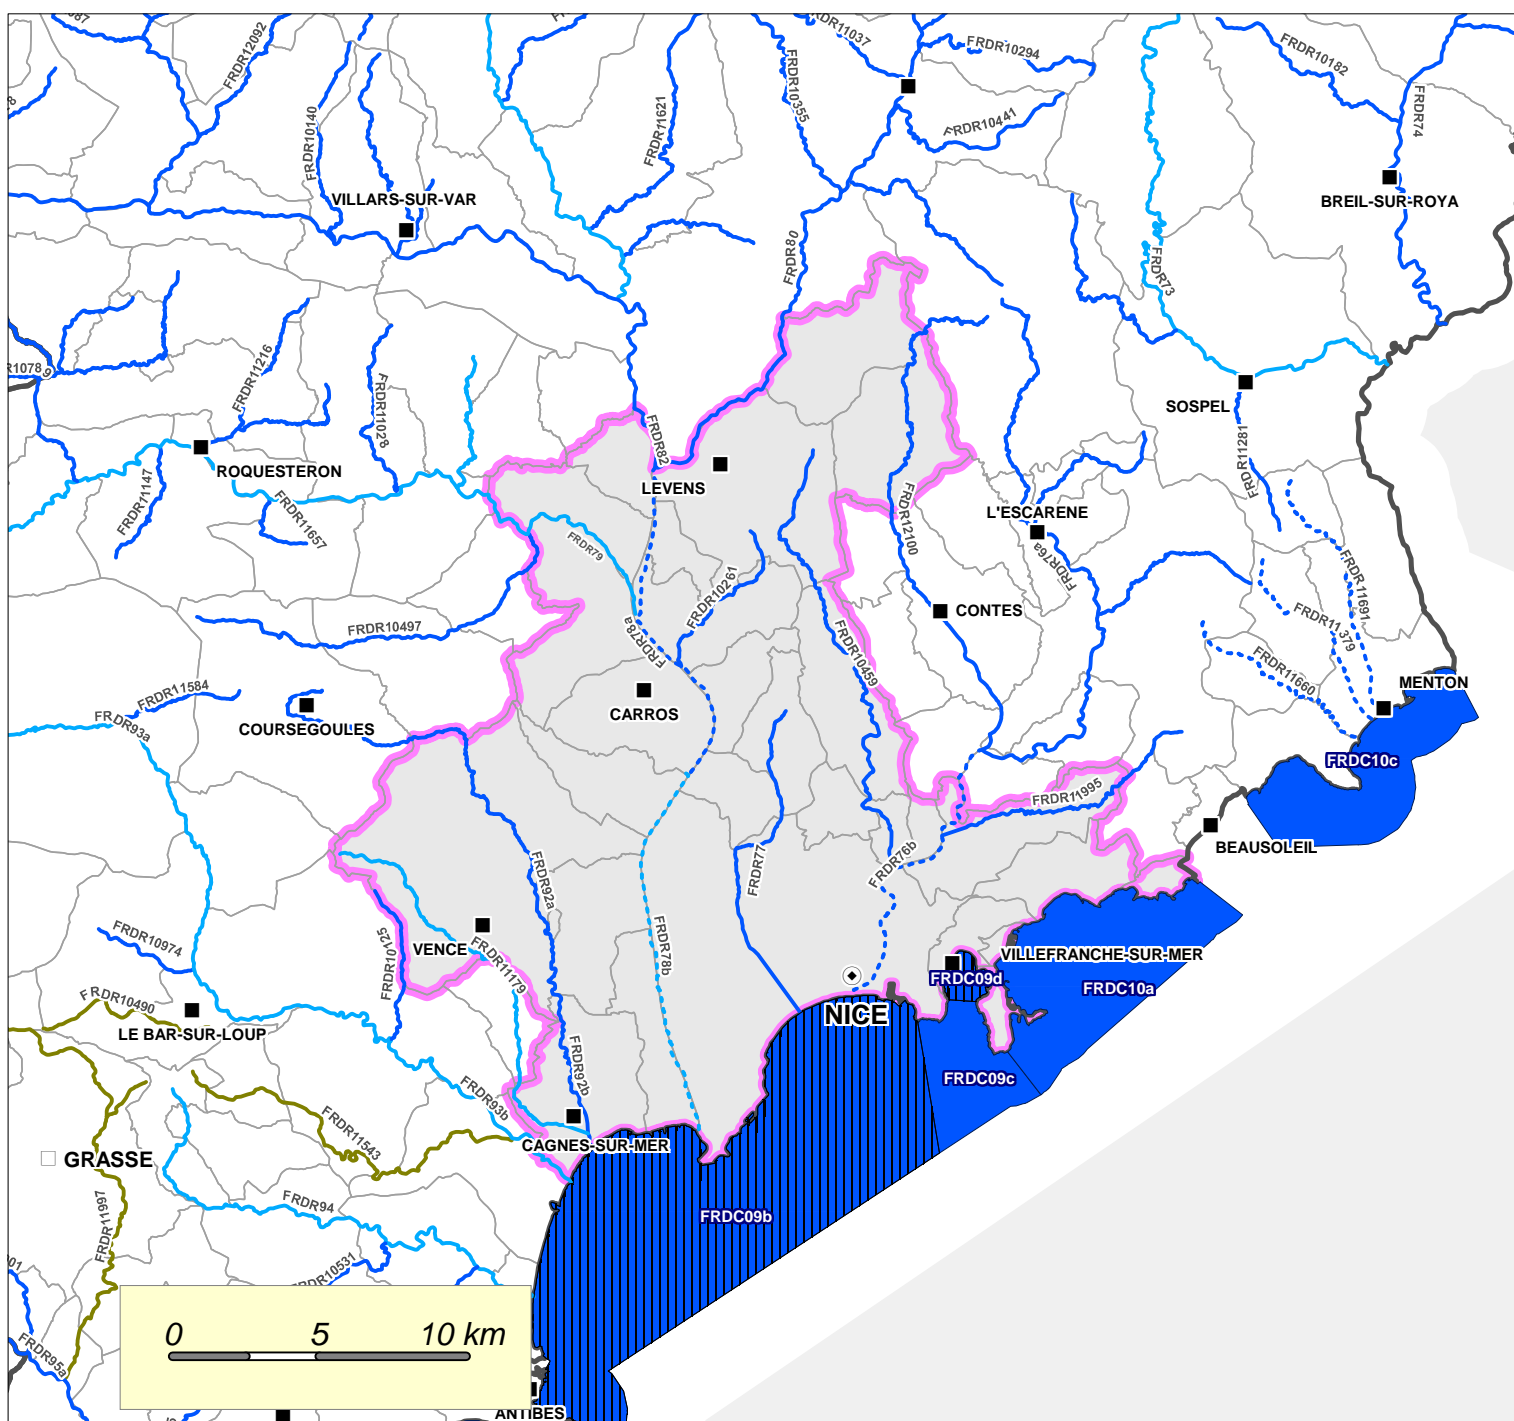 FRDR12092
FRDR11037
FRDR10294
FRDR10182
FRDR10140
FRDR11621
FRDR10355
FRDR10441
FRDR74
VILLARS-SUR-VAR
BREIL-SUR-ROYA
FRDR80
FRDR73
FRDR11216
FRDR11028
SOSPEL
FRDR82
FRDR11281
ROQUESTERON
LEVENS
FRDR11147
FRDR11657
FRDR12100
L'ESCARENE
FRDR79
FRDR76a
FRDR10261
FRDR11691
CONTES
FRDR10497
FRDR78a
FRDR10459
FRDR11379
FRDR11660
FRDR11584
MENTON
CARROS
FRDR93a
COURSEGOULES
FRDC10c
FRDR11995
BEAUSOLEIL
FRDR77
FRDR76b
FRDR92a
FRDR10974
VENCE
FRDR10125
FRDR11179
FRDR78b
VILLEFRANCHE-SUR-MER
FRDC09d
FRDC10a
FRDR10490
LE BAR-SUR-LOUP
NICE
FRDR92b
FRDC09c
FRDR93b
FRDR11543
CAGNES-SUR-MER
GRASSE
FRDR94
FRDR11997
FRDC09b
FRDR10531
0 5 10 km
FRDR95a
ANTIBES